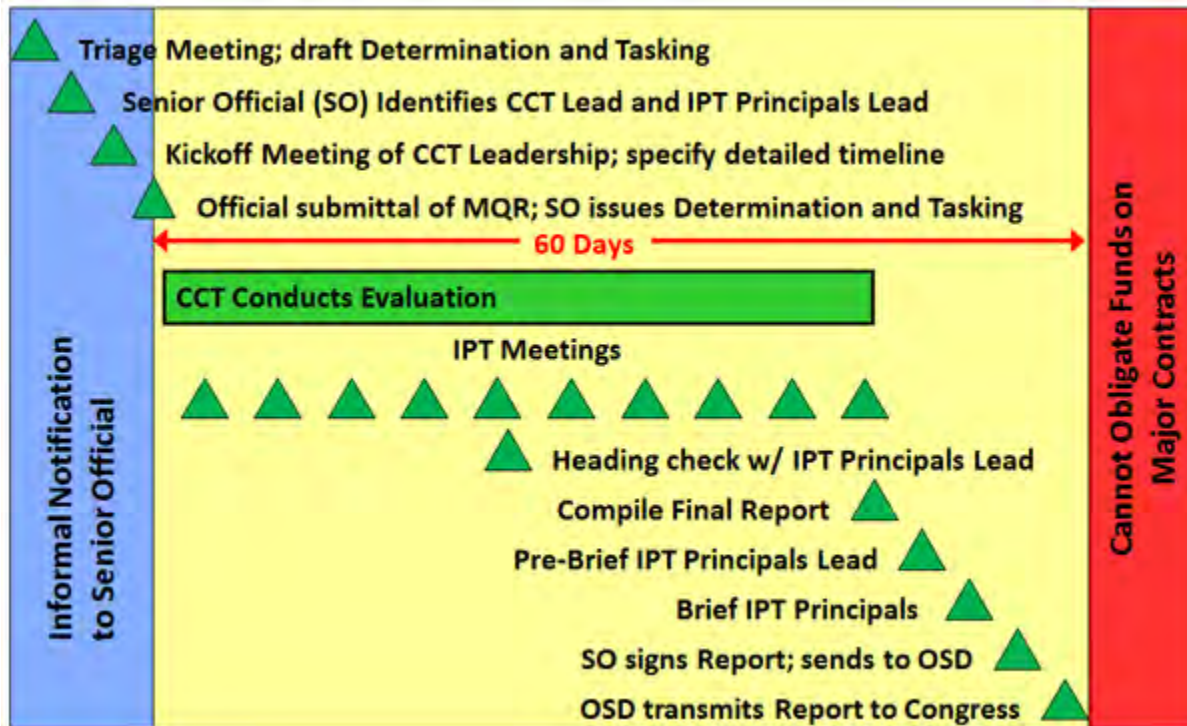 Triage Meeting; draft Determination and Tasking
Senior Official (SO) Identifies CCT Lead and IPT Principals Lead
Kickoff Meeting of CCT Leadership; specify detailed timeline
Official submittal of MQR; SO issues Determination and Tasking
60 Days
CCT Conducts Evaluation
IPT Meetings
Heading check w/ IPT Principals Lead
Compile Final Report
Pre-Brief IPT Principals Lead
Brief IPT Principals
SO signs Report; sends to OSD
OSD transmits Report to Congress
Informal Notification
to Senior Official
Cannot Obligate Funds on
Major Contracts